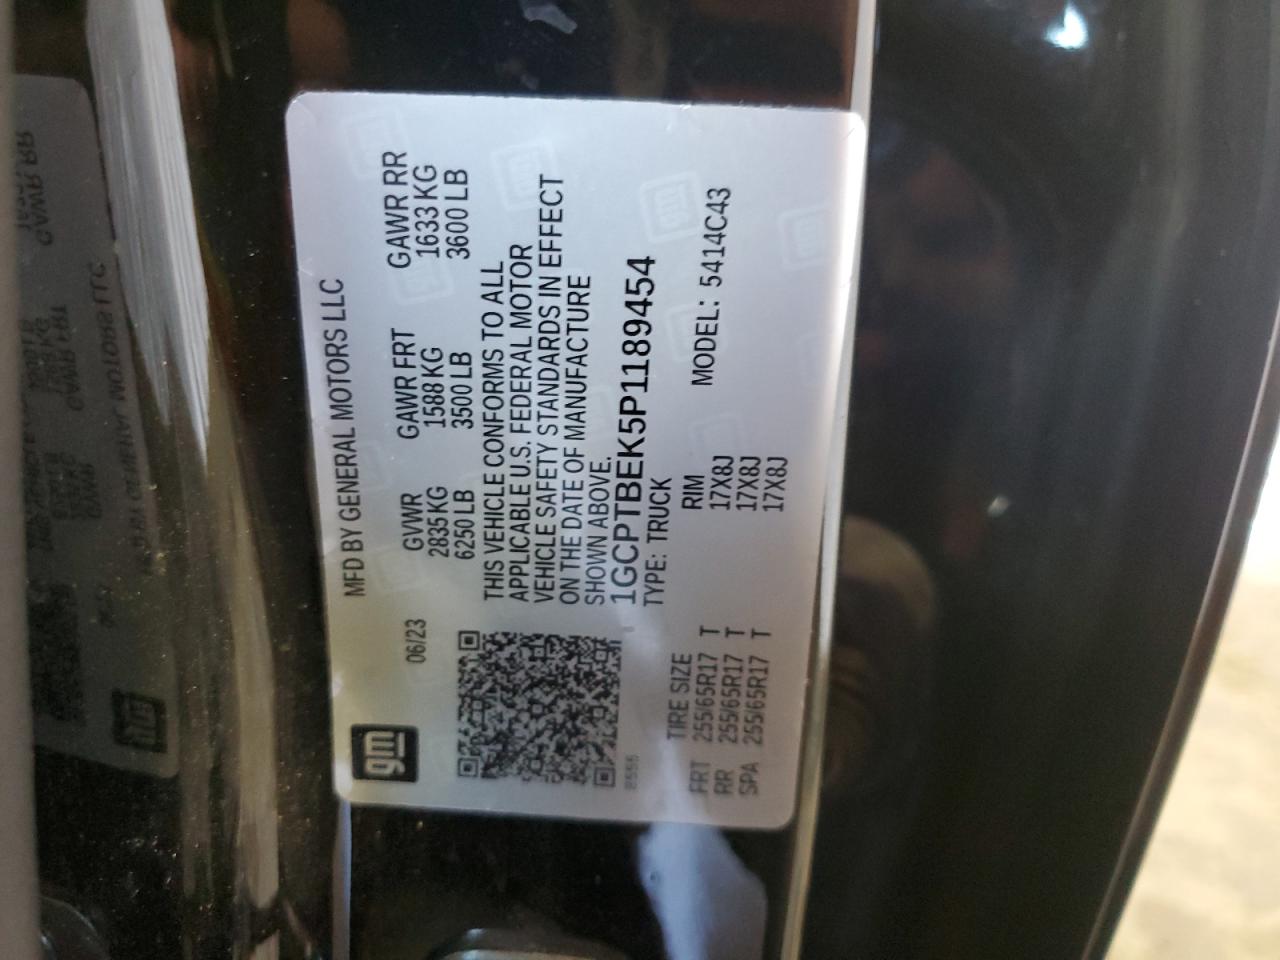 MFD BY GENERAL MOTORS LLC
gm
06/23
GVWR GAWR FRT GAWR RR
2835 KG 1588 KG 1633 KG
6250 LB 3500 LB 3600 LB
THIS VEHICLE CONFORMS TO ALL
APPLICABLE U.S. FEDERAL MOTOR
VEHICLE SAFETY STANDARDS IN EFFECT
ON THE DATE OF MANUFACTURE
SHOWN ABOVE.
1GCPTBEK5P1189454
TYPE: TRUCK
MODEL: 5414C43
TIRE SIZE RIM
FRT 255/65R17 T 17X8J
RR 255/65R17 T 17X8J
SPA 255/65R17 T 17X8J